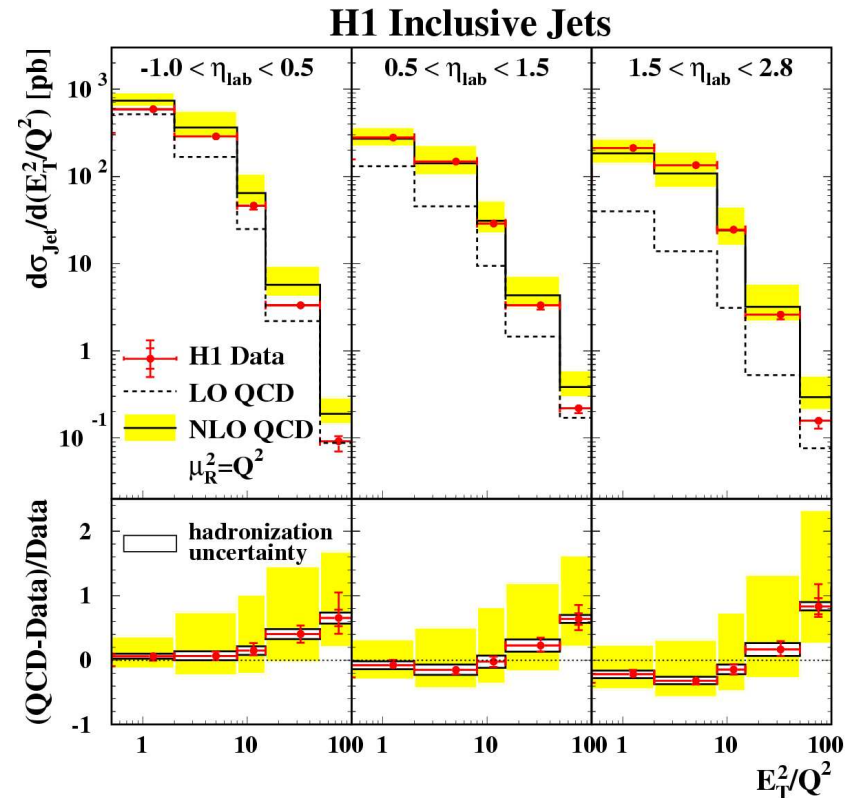 H1 Inclusive Jets
dσ_Jet/d(E_T^2/Q^2) [pb]
-1.0 < η_lab < 0.5
0.5 < η_lab < 1.5
1.5 < η_lab < 2.8
10^3
10^2
10
1
10^-1
H1 Data
LO QCD
NLO QCD
μ_R^2=Q^2
(QCD-Data)/Data
hadronization
uncertainty
2
1
0
-1
1 10 100 1 10 100 1 10 100
E_T^2/Q^2